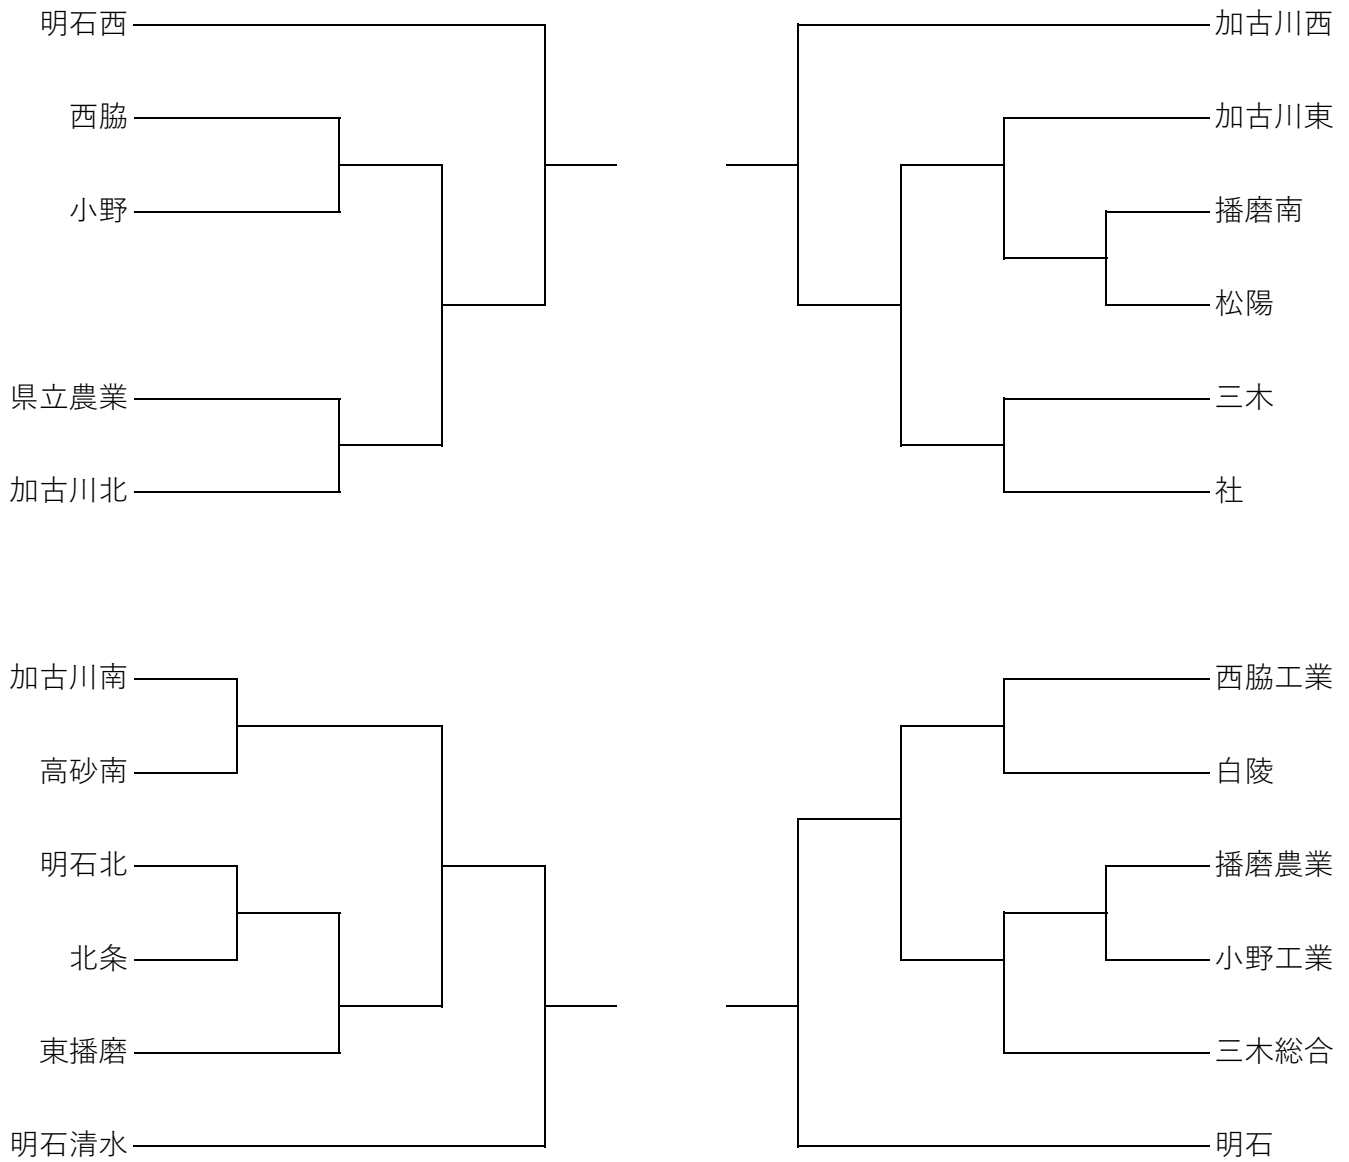 明石西
西脇
小野
県立農業
加古川北
加古川南
高砂南
明石北
北条
東播磨
明石清水
加古川西
加古川東
播磨南
松陽
三木
社
西脇工業
白陵
播磨農業
小野工業
三木総合
明石